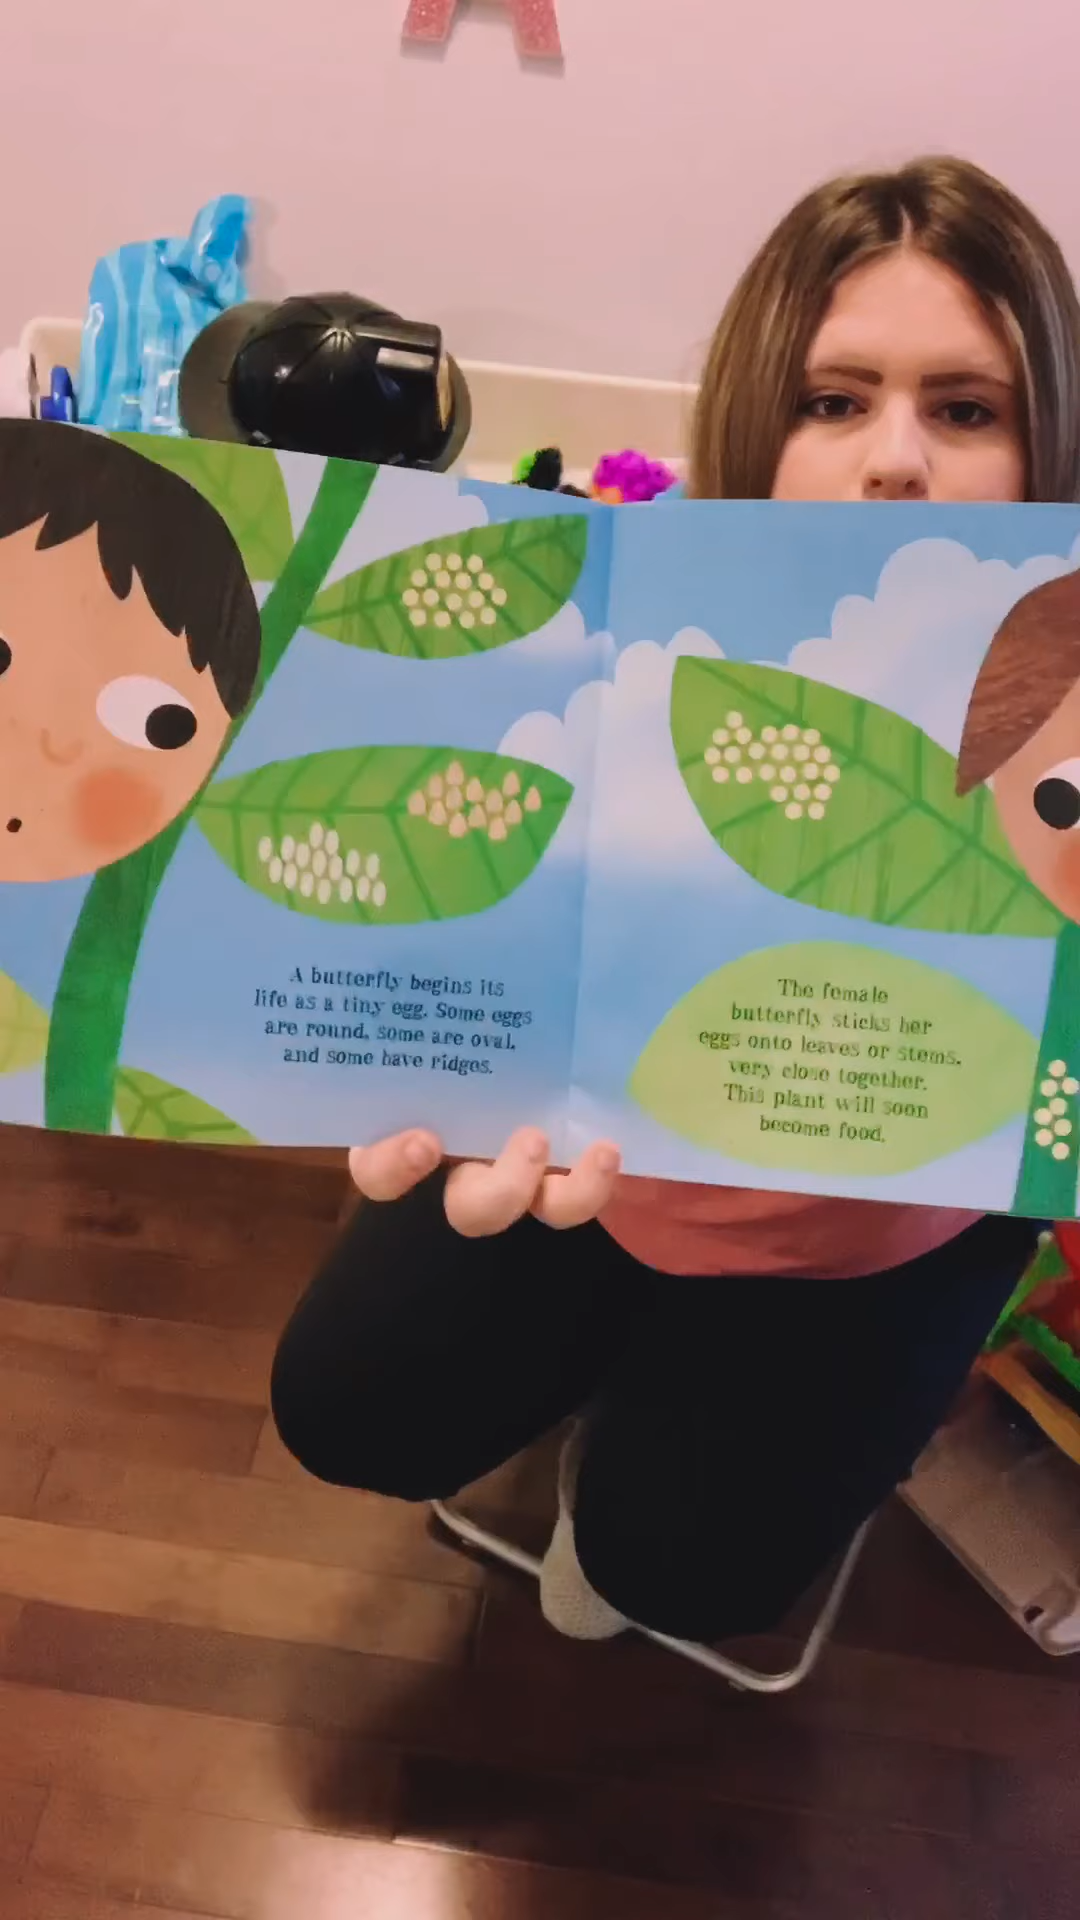 A
A butterfly begins its
life as a tiny egg. Some eggs
are round, some are oval,
and some have ridges.
The female
butterfly sticks her
eggs onto leaves or stems,
very close together.
This plant will soon
become food.